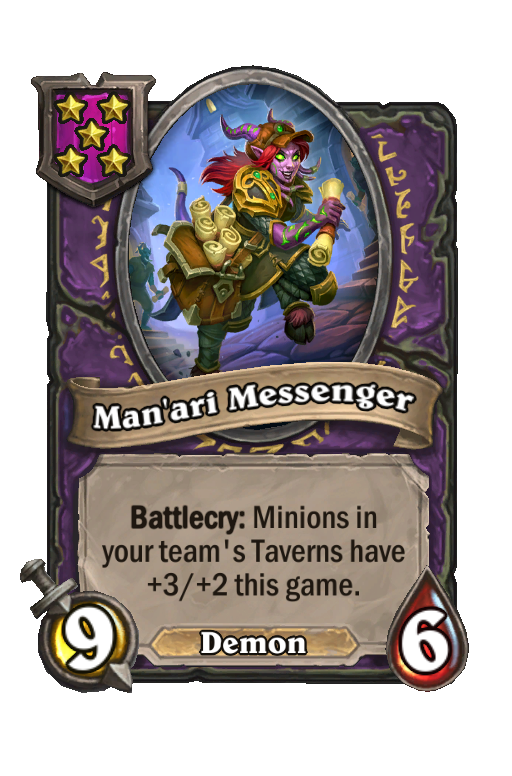 Man'ari Messenger
Battlecry: Minions in
your team's Taverns have
+3/+2 this game.
9
Demon
6